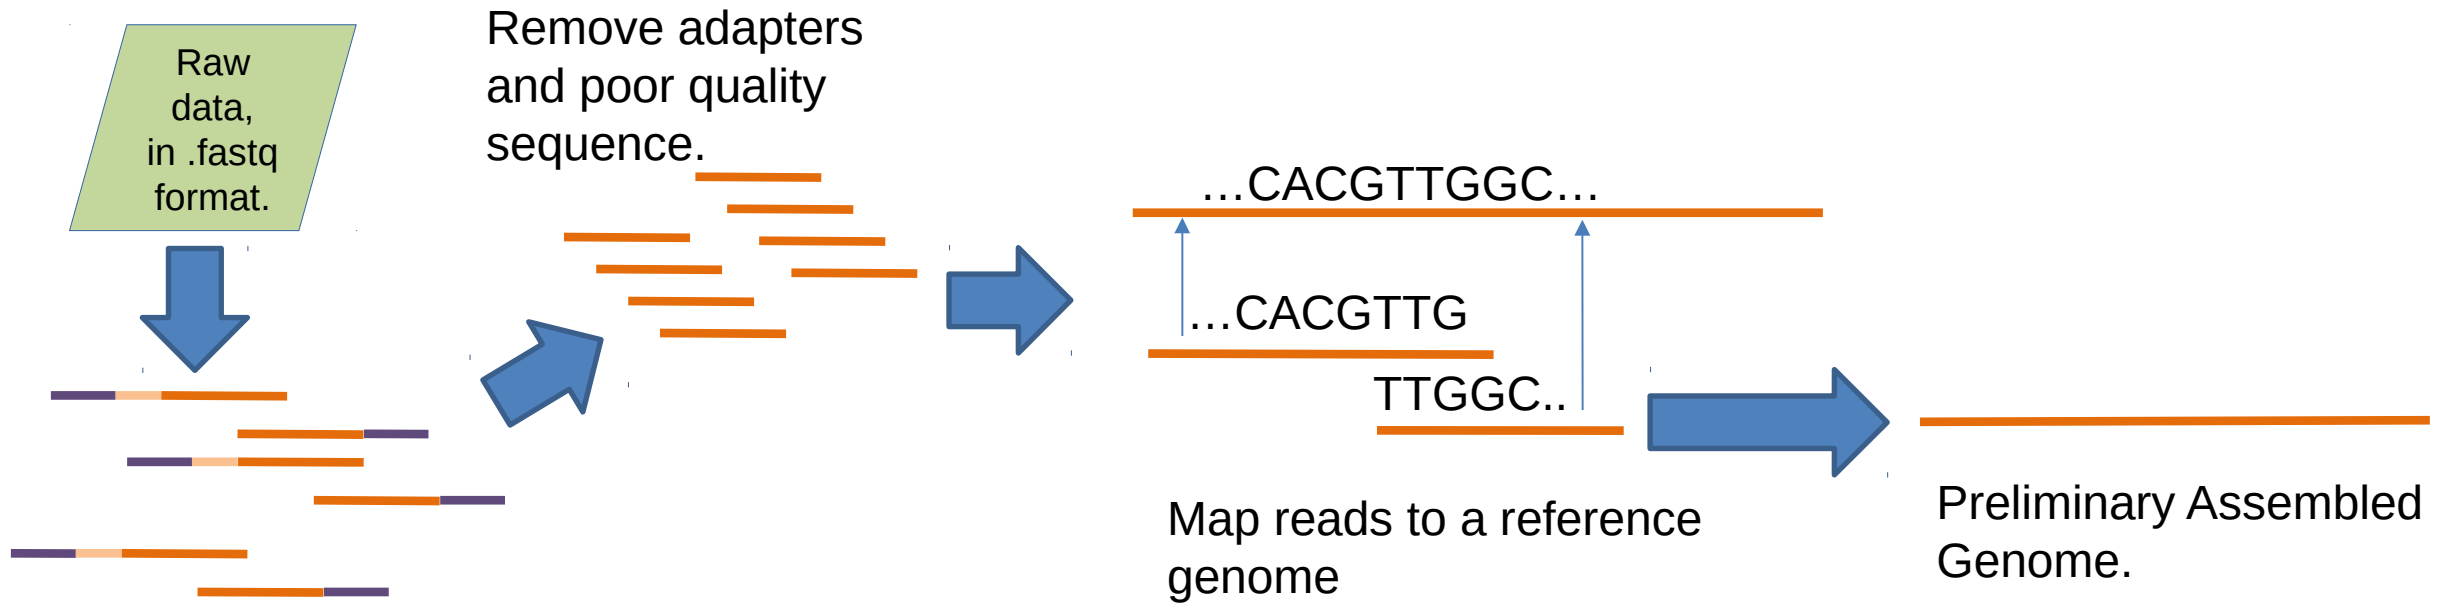 Raw
data,
in .fastq
format.
Remove adapters
and poor quality
sequence.
…CACGTTGGC…
…CACGTTG
TTGGC..
Map reads to a reference
genome
Preliminary Assembled
Genome.